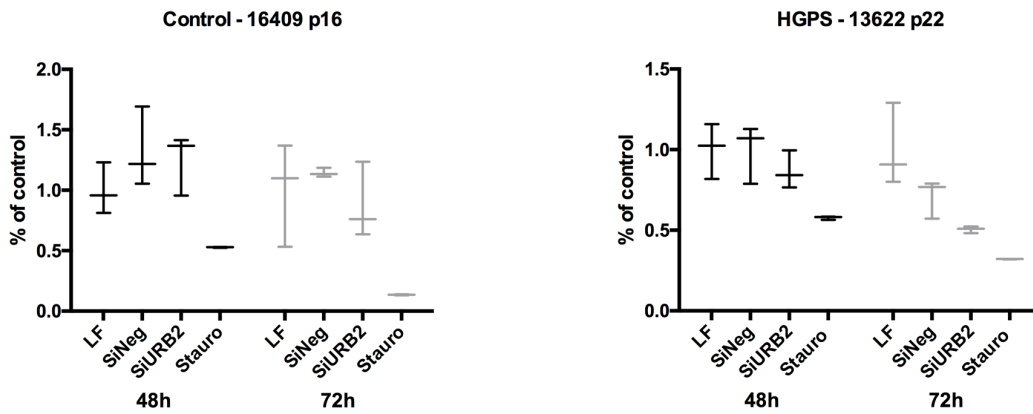 Control - 16409 p16
% of control
2.0
1.5
1.0
0.5
0.0
LF
SiNeg
SiURB2
Stauro
LF
SiNeg
SiURB2
Stauro
48h
72h
HGPS - 13622 p22
% of control
1.5
1.0
0.5
0.0
LF
SiNeg
SiURB2
Stauro
LF
SiNeg
SiURB2
Stauro
48h
72h